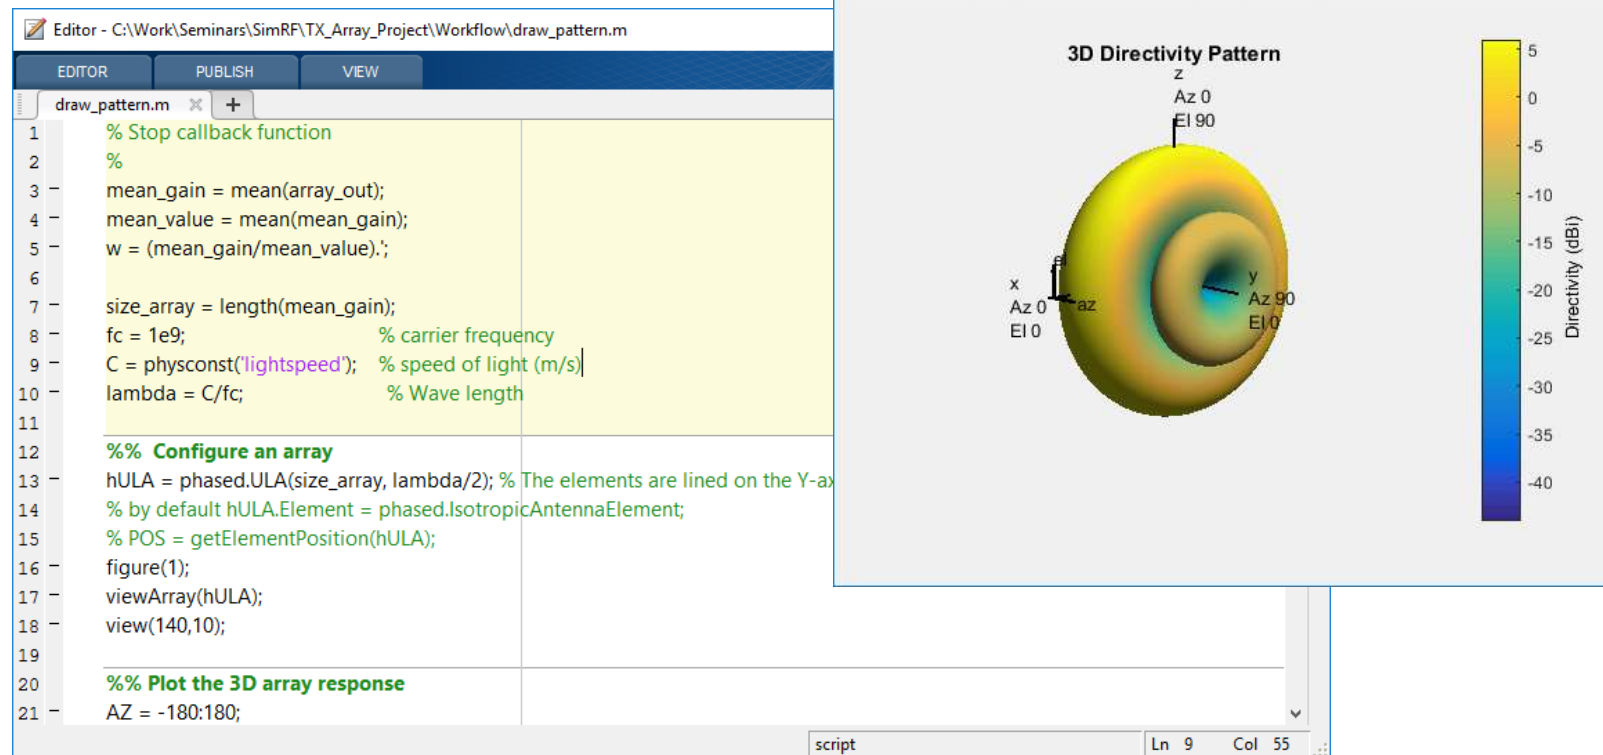 Editor - C:\Work\Seminars\SimRF\TX_Array_Project\Workflow\draw_pattern.m
EDITOR PUBLISH VIEW
draw_pattern.m × +
1 % Stop callback function
2 %
3 – mean_gain = mean(array_out);
4 – mean_value = mean(mean_gain);
5 – w = (mean_gain/mean_value).';
6
7 – size_array = length(mean_gain);
8 – fc = 1e9; % carrier frequency
9 – C = physconst('lightspeed'); % speed of light (m/s)
10 – lambda = C/fc; % Wave length
11
12 %% Configure an array
13 – hULA = phased.ULA(size_array, lambda/2); % The elements are lined on the Y-ax
14 % by default hULA.Element = phased.IsotropicAntennaElement;
15 % POS = getElementPosition(hULA);
16 – figure(1);
17 – viewArray(hULA);
18 – view(140,10);
19
20 %% Plot the 3D array response
21 – AZ = -180:180;
script Ln 9 Col 55
3D Directivity Pattern
z
Az 0
El 90
x
Az 0
El 0
el
az
y
Az 90
El 0
5
0
-5
-10
-15
-20
-25
-30
-35
-40
Directivity (dBi)